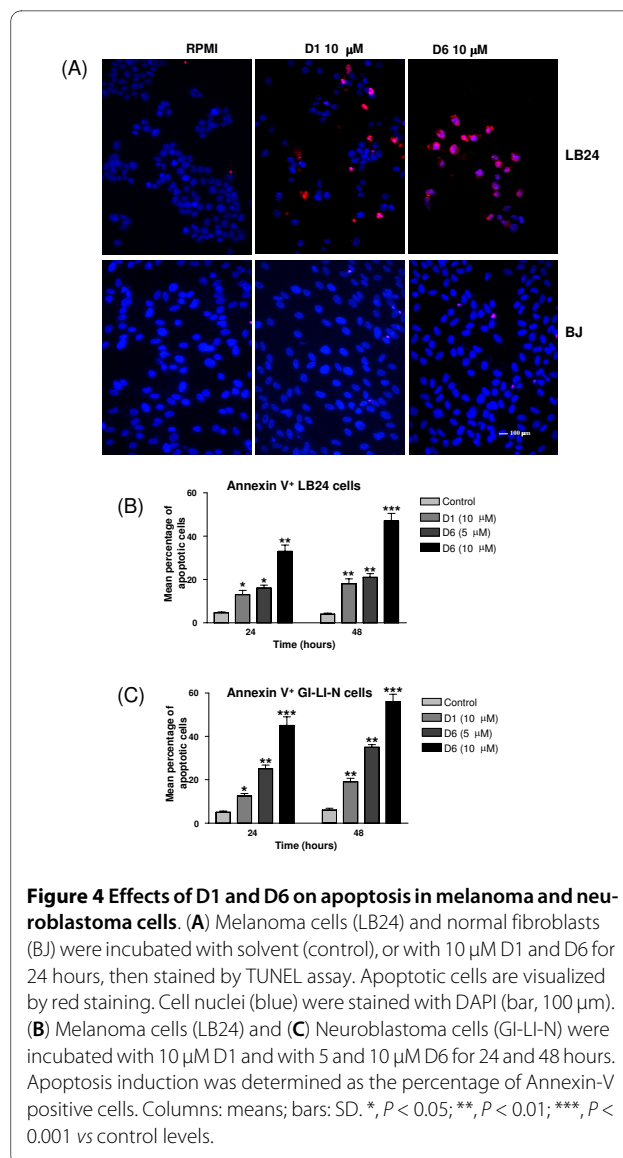 RPMI D1 10 μM D6 10 μM
(A)
LB24
BJ
100 μm
(B)
Annexin V⁺ LB24 cells
Mean percentage of
apoptotic cells
60
40
20
0
* * ** ** ** ***
24 48
Time (hours)
Control
D1 (10 μM)
D6 (5 μM)
D6 (10 μM)
(C)
Annexin V⁺ GI-LI-N cells
Mean percentage of
apoptotic cells
60
40
20
0
* ** *** ** ** ***
24 48
Time (hours)
Control
D1 (10 μM)
D6 (5 μM)
D6 (10 μM)
Figure 4 Effects of D1 and D6 on apoptosis in melanoma and neu-
roblastoma cells. (A) Melanoma cells (LB24) and normal fibroblasts
(BJ) were incubated with solvent (control), or with 10 μM D1 and D6 for
24 hours, then stained by TUNEL assay. Apoptotic cells are visualized
by red staining. Cell nuclei (blue) were stained with DAPI (bar, 100 μm).
(B) Melanoma cells (LB24) and (C) Neuroblastoma cells (GI-LI-N) were
incubated with 10 μM D1 and with 5 and 10 μM D6 for 24 and 48 hours.
Apoptosis induction was determined as the percentage of Annexin-V
positive cells. Columns: means; bars: SD. *, P < 0.05; **, P < 0.01; ***, P <
0.001 vs control levels.